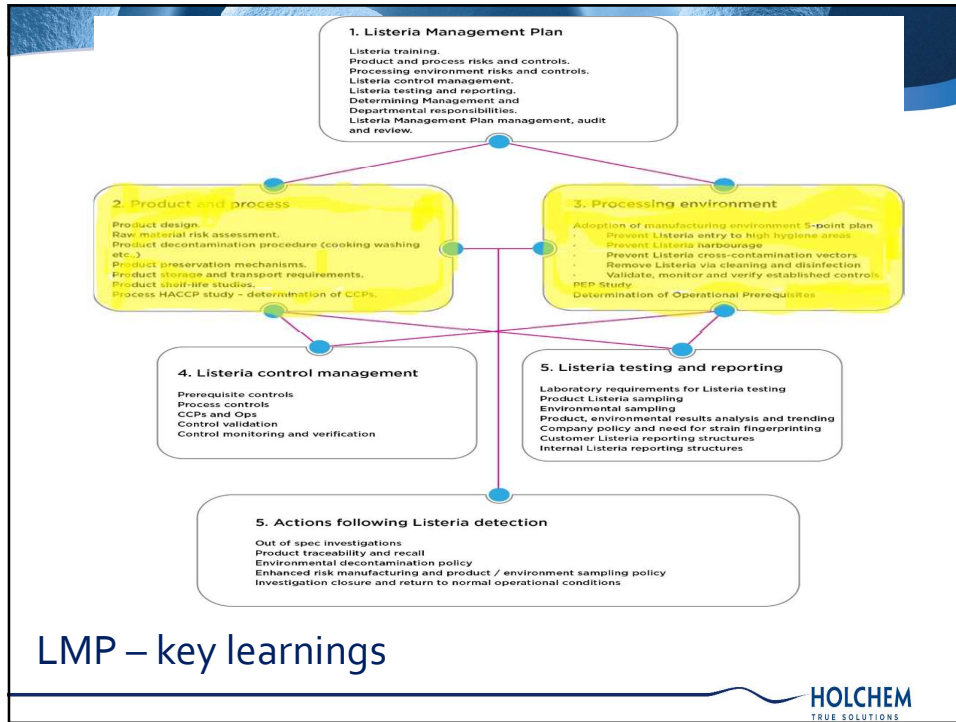 1. Listeria Management Plan
Listeria training.
Product and process risks and controls.
Processing environment risks and controls.
Listeria control management.
Listeria testing and reporting.
Determining Management and
Departmental responsibilities.
Listeria Management Plan management, audit
and review.
2. Product and process
Product design.
Raw material risk assessment.
Product decontamination procedure (cooking washing
etc..)
Product preservation mechanisms.
Product storage and transport requirements.
Product shelf-life studies.
Process HACCP study – determination of CCPs.
3. Processing environment
Adoption of manufacturing environment 5-point plan
· Prevent Listeria entry to high hygiene areas
· Prevent Listeria harbourage
· Prevent Listeria cross-contamination vectors
· Remove Listeria via cleaning and disinfection
· Validate, monitor and verify established controls
PEP Study
Determination of Operational Prerequisites
4. Listeria control management
Prerequisite controls
Process controls
CCPs and Ops
Control validation
Control monitoring and verification
5. Listeria testing and reporting
Laboratory requirements for Listeria testing
Product Listeria sampling
Environmental sampling
Product, environmental results analysis and trending
Company policy and need for strain fingerprinting
Customer Listeria reporting structures
Internal Listeria reporting structures
5. Actions following Listeria detection
Out of spec investigations
Product traceability and recall
Environmental decontamination policy
Enhanced risk manufacturing and product / environment sampling policy
Investigation closure and return to normal operational conditions
LMP – key learnings
HOLCHEM
TRUE SOLUTIONS